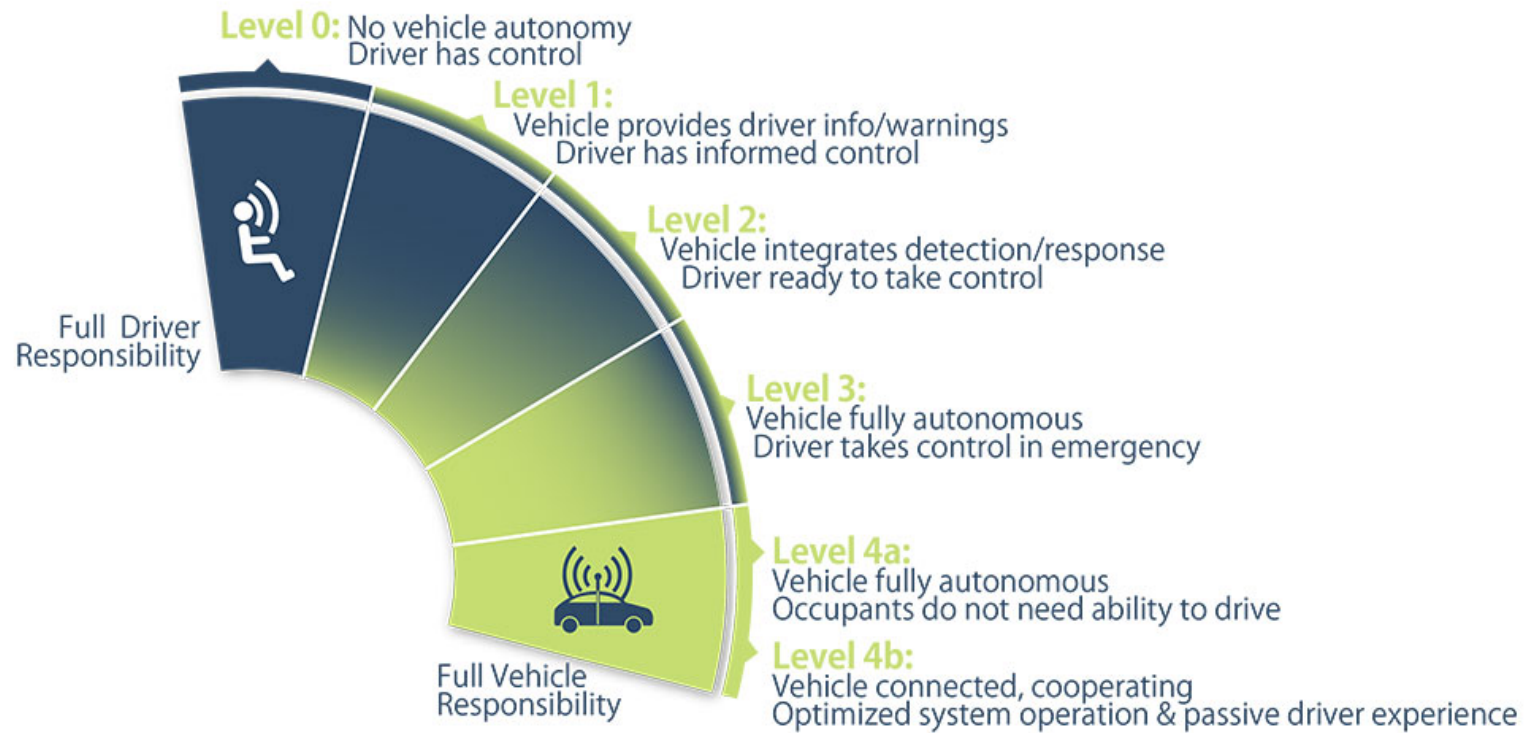 Level 0: No vehicle autonomy
Driver has control
Level 1:
Vehicle provides driver info/warnings
Driver has informed control
Level 2:
Vehicle integrates detection/response
Driver ready to take control
Full Driver
Responsibility
Level 3:
Vehicle fully autonomous
Driver takes control in emergency
Level 4a:
Vehicle fully autonomous
Occupants do not need ability to drive
Level 4b:
Vehicle connected, cooperating
Optimized system operation & passive driver experience
Full Vehicle
Responsibility